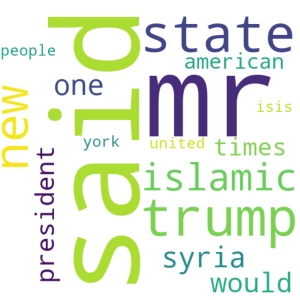 people
said
state
american
mr
one
isis
new
york
united
times
president
islamic
trump
syria
would